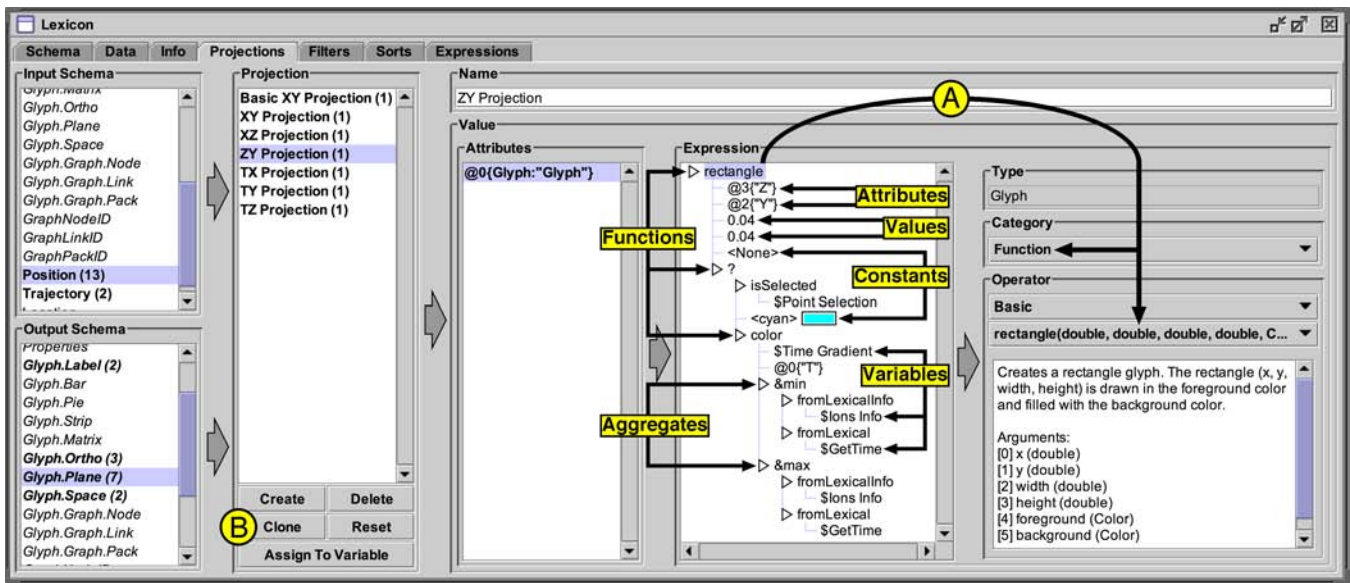 Lexicon
Schema Data Info Projections Filters Sorts Expressions
Input Schema
Glyph.Matrix
Glyph.Ortho
Glyph.Plane
Glyph.Space
Glyph.Graph.Node
Glyph.Graph.Link
Glyph.Graph.Pack
GraphNodeID
GraphLinkID
GraphPackID
Position (13)
Trajectory (2)
Output Schema
Properties
Glyph.Label (2)
Glyph.Bar
Glyph.Pie
Glyph.Strip
Glyph.Matrix
Glyph.Ortho (3)
Glyph.Plane (7)
Glyph.Space (2)
Glyph.Graph.Node
Glyph.Graph.Link
Glyph.Graph.Pack
Projection
Basic XY Projection (1)
XY Projection (1)
XZ Projection (1)
ZY Projection (1)
TX Projection (1)
TY Projection (1)
TZ Projection (1)
Create Delete
B Clone Reset
Assign To Variable
Name
ZY Projection
A
Value
Attributes
@0{Glyph:"Glyph"}
Functions
Aggregates
Expression
rectangle
@3{"Z"}
@2{"Y"}
Attributes
0.04
Values
0.04
<None>
?
Constants
isSelected
$Point Selection
<cyan>
color
$Time Gradient
@0{"T"}
Variables
&min
fromLexicalInfo
$Ions Info
fromLexical
$GetTime
&max
fromLexicalInfo
$Ions Info
fromLexical
$GetTime
Type
Glyph
Category
Function
Operator
Basic
rectangle(double, double, double, double, C...
Creates a rectangle glyph. The rectangle (x, y,
width, height) is drawn in the foreground color
and filled with the background color.
Arguments:
[0] x (double)
[1] y (double)
[2] width (double)
[3] height (double)
[4] foreground (Color)
[5] background (Color)